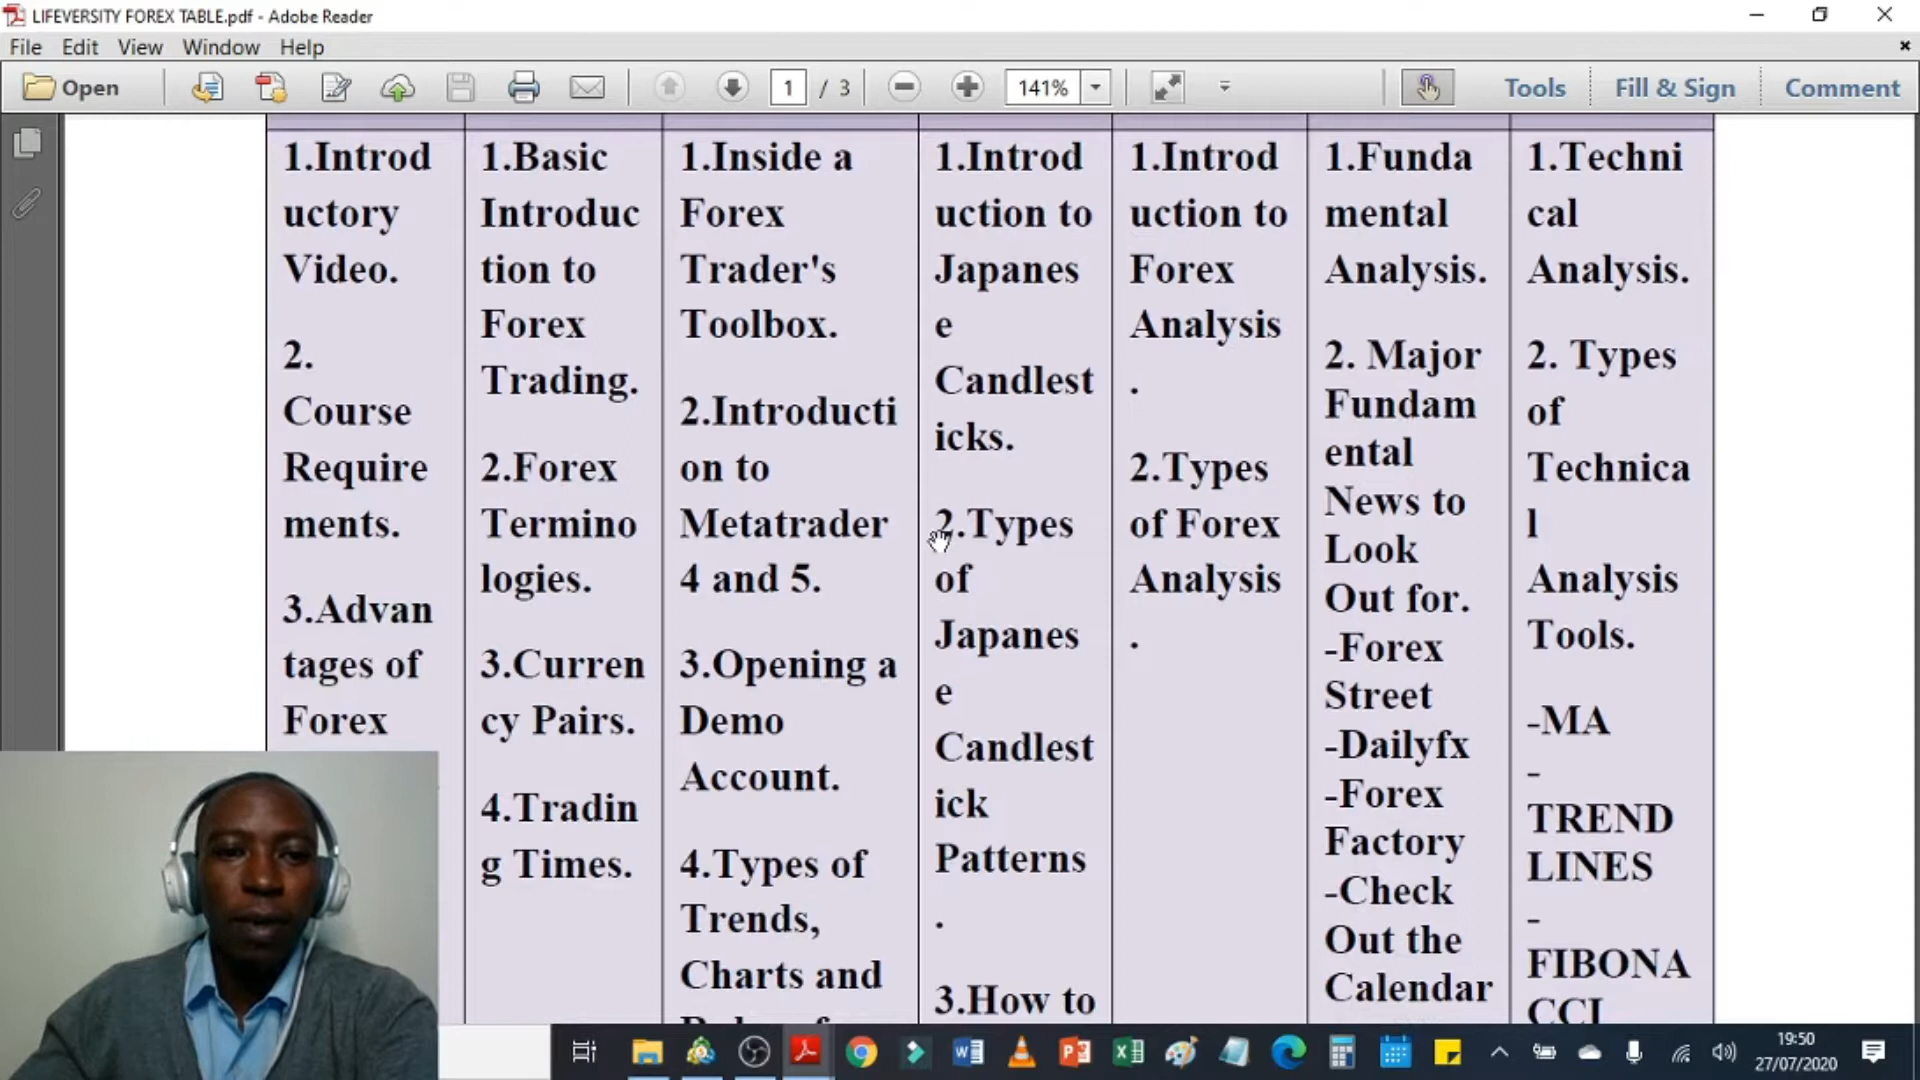 LIFEVERSITY FOREX TABLE.pdf - Adobe Reader
File Edit View Window Help
Open 1 / 3 141% Tools Fill & Sign Comment
1.Introd
uctory
Video.
2.
Course
Require
ments.
3.Advan
tages of
Forex
1.Basic
Introduc
tion to
Forex
Trading.
2.Forex
Termino
logies.
3.Curren
cy Pairs.
4.Tradin
g Times.
1.Inside a
Forex
Trader's
Toolbox.
2.Introducti
on to
Metatrader
4 and 5.
3.Opening a
Demo
Account.
4.Types of
Trends,
Charts and
1.Introd
uction to
Japanes
e
Candlest
icks.
2.Types
of
Japanes
e
Candlest
ick
Patterns
.
3.How to
1.Introd
uction to
Forex
Analysis
.
2.Types
of Forex
Analysis
.
1.Funda
mental
Analysis.
2. Major
Fundam
ental
News to
Look
Out for.
-Forex
Street
-Dailyfx
-Forex
Factory
-Check
Out the
Calendar
1.Techni
cal
Analysis.
2. Types
of
Technica
l
Analysis
Tools.
-MA
-
TREND
LINES
-
FIBONA
CCI
19:50
27/07/2020